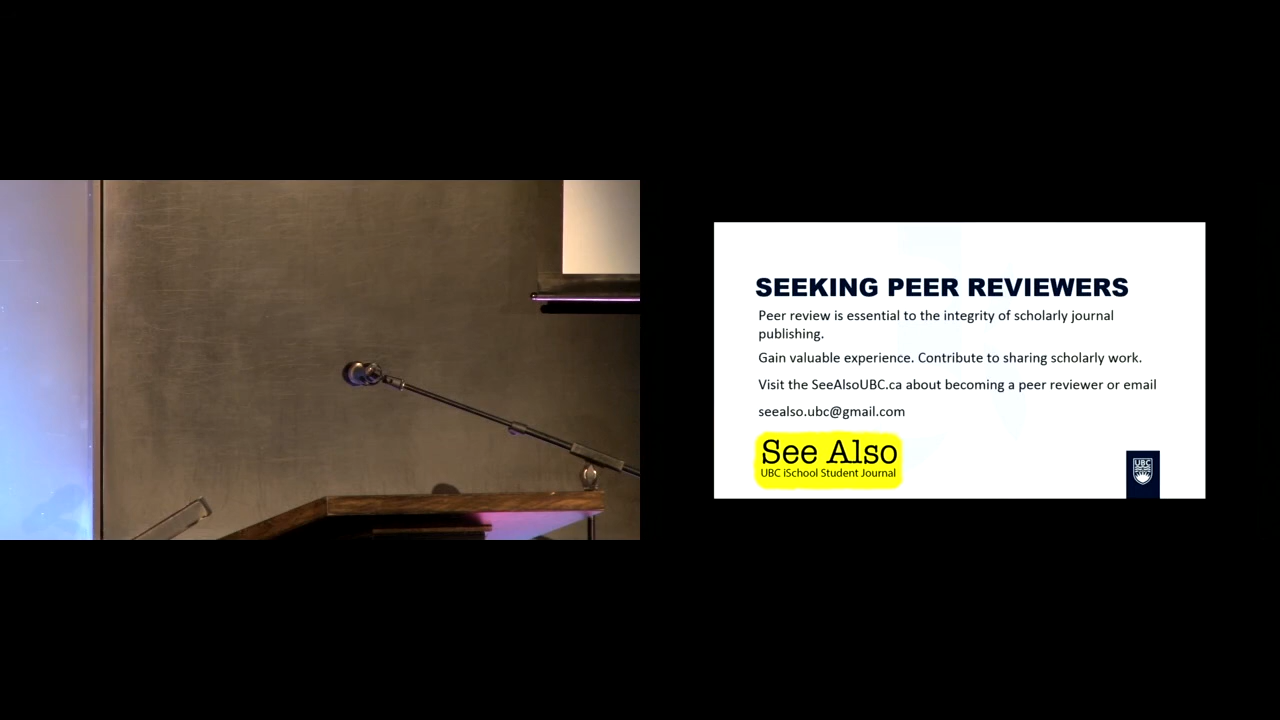 SEEKING PEER REVIEWERS
Peer review is essential to the integrity of scholarly journal
publishing.
Gain valuable experience. Contribute to sharing scholarly work.
Visit the SeeAlsoUBC.ca about becoming a peer reviewer or email
seealso.ubc@gmail.com
See Also
UBC iSchool Student Journal
UBC